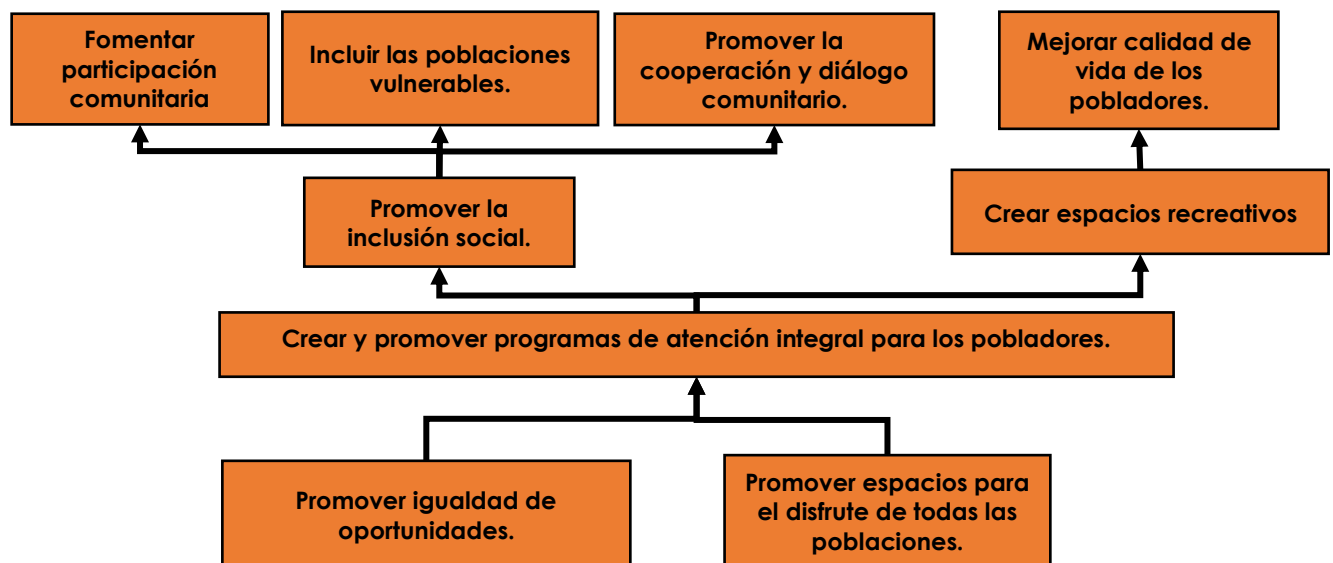 Fomentar
participación
comunitaria
Incluir las poblaciones
vulnerables.
Promover la
cooperación y diálogo
comunitario.
Mejorar calidad de
vida de los
pobladores.
Promover la
inclusión social.
Crear espacios recreativos
Crear y promover programas de atención integral para los pobladores.
Promover igualdad de
oportunidades.
Promover espacios para
el disfrute de todas las
poblaciones.